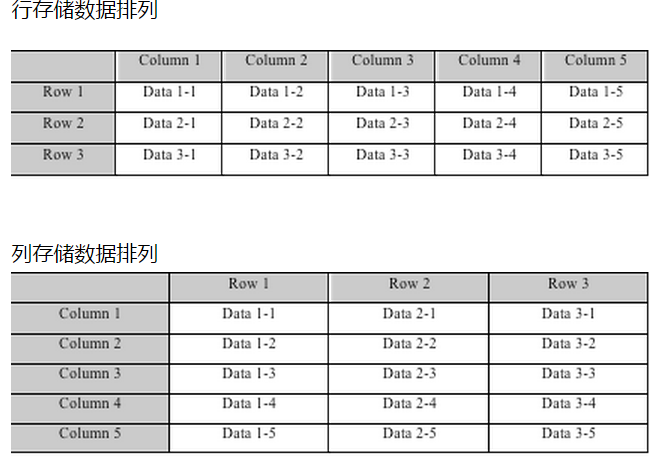 行存储数据排列
Column 1 Column 2 Column 3 Column 4 Column 5
Row 1 Data 1-1 Data 1-2 Data 1-3 Data 1-4 Data 1-5
Row 2 Data 2-1 Data 2-2 Data 2-3 Data 2-4 Data 2-5
Row 3 Data 3-1 Data 3-2 Data 3-3 Data 3-4 Data 3-5
列存储数据排列
Row 1 Row 2 Row 3
Column 1 Data 1-1 Data 2-1 Data 3-1
Column 2 Data 1-2 Data 2-2 Data 3-2
Column 3 Data 1-3 Data 2-3 Data 3-3
Column 4 Data 1-4 Data 2-4 Data 3-4
Column 5 Data 1-5 Data 2-5 Data 3-5